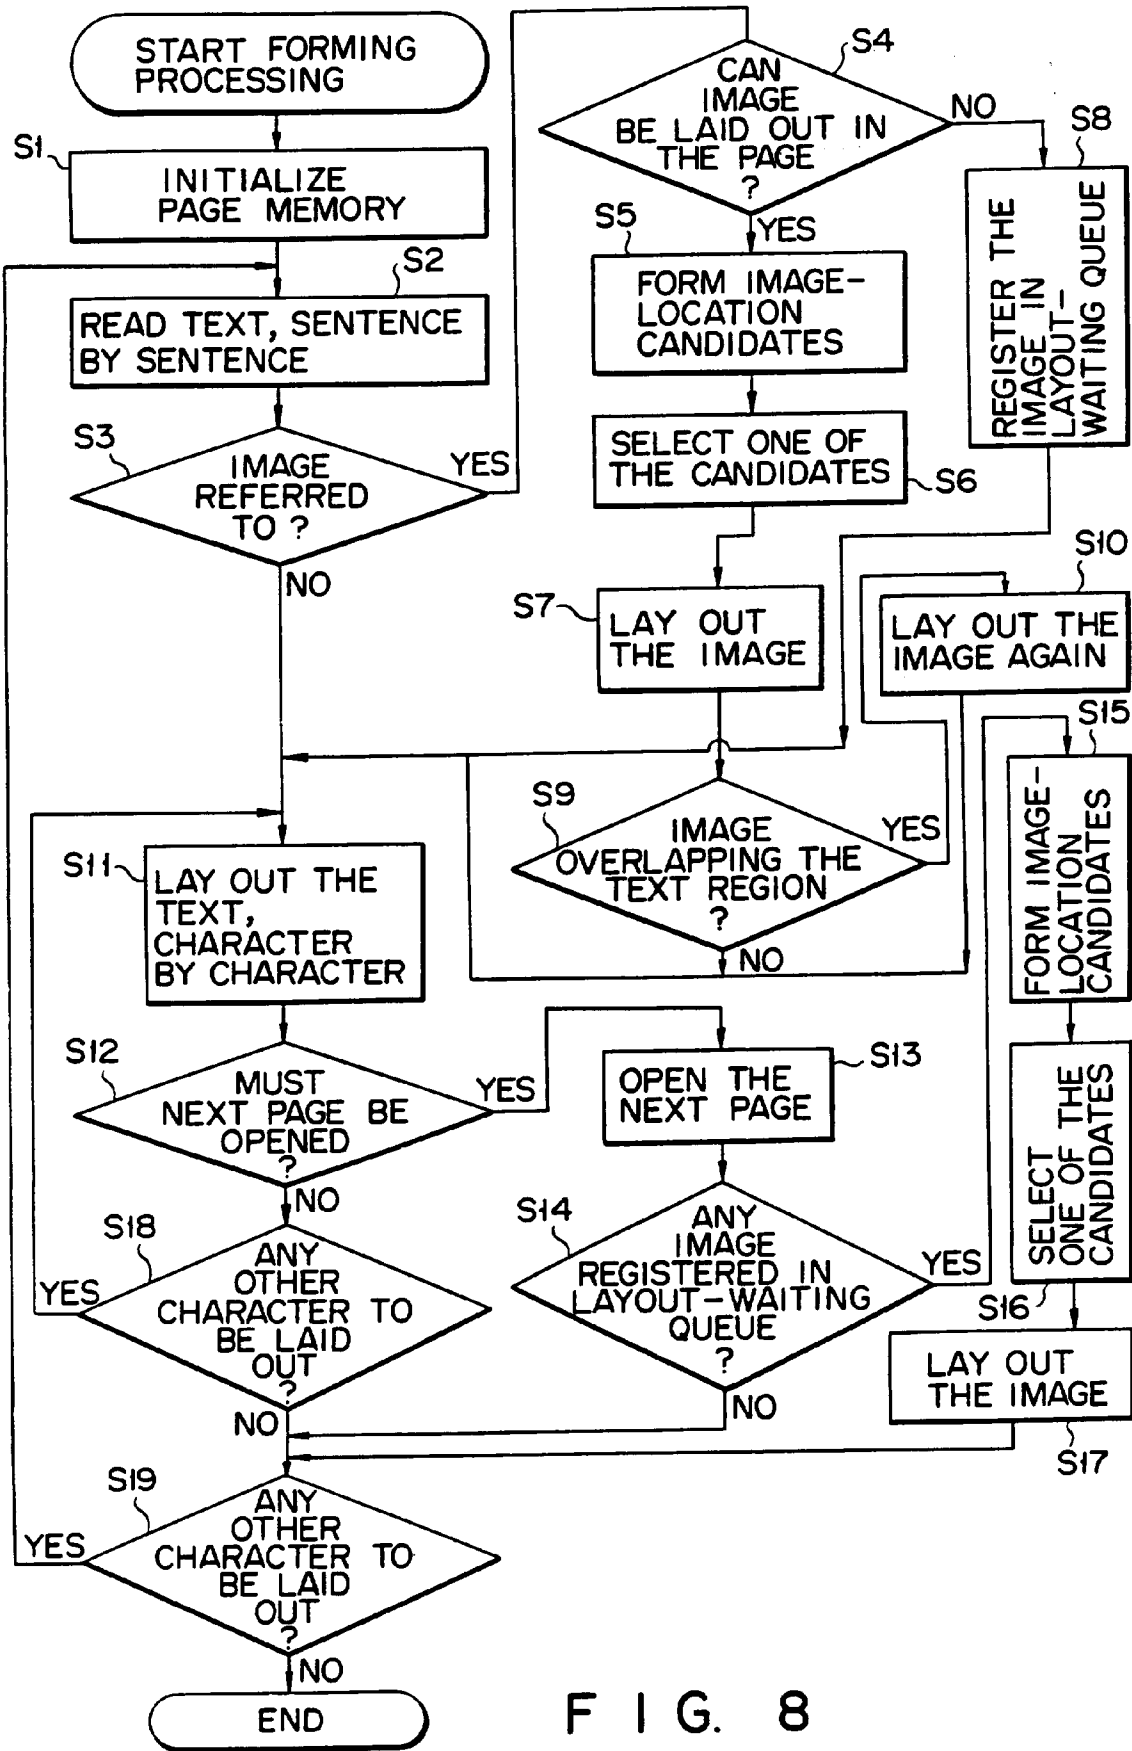 START FORMING
PROCESSING
S1
INITIALIZE
PAGE MEMORY
S2
READ TEXT, SENTENCE
BY SENTENCE
S3
IMAGE
REFERRED
TO ?
YES
NO
S4
CAN
IMAGE
BE LAID OUT IN
THE PAGE
?
NO
YES
S5
FORM IMAGE-
LOCATION
CANDIDATES
S6
SELECT ONE OF
THE CANDIDATES
S7
LAY OUT
THE IMAGE
S8
REGISTER THE
IMAGE IN
LAYOUT-
WAITING QUEUE
S9
IMAGE
OVERLAPPING THE
TEXT REGION
?
YES
NO
S10
LAY OUT THE
IMAGE AGAIN
S11
LAY OUT THE
TEXT,
CHARACTER
BY CHARACTER
S12
MUST
NEXT PAGE BE
OPENED
?
YES
NO
S13
OPEN THE
NEXT PAGE
S14
ANY
IMAGE
REGISTERED IN
LAYOUT-WAITING
QUEUE
?
YES
NO
S15
FORM IMAGE-
LOCATION
CANDIDATES
S16
SELECT
ONE OF THE
CANDIDATES
S17
LAY OUT
THE IMAGE
S18
ANY
OTHER
CHARACTER TO
BE LAID
OUT
?
YES
NO
S19
ANY
OTHER
CHARACTER TO
BE LAID
OUT
?
YES
NO
END
FIG. 8